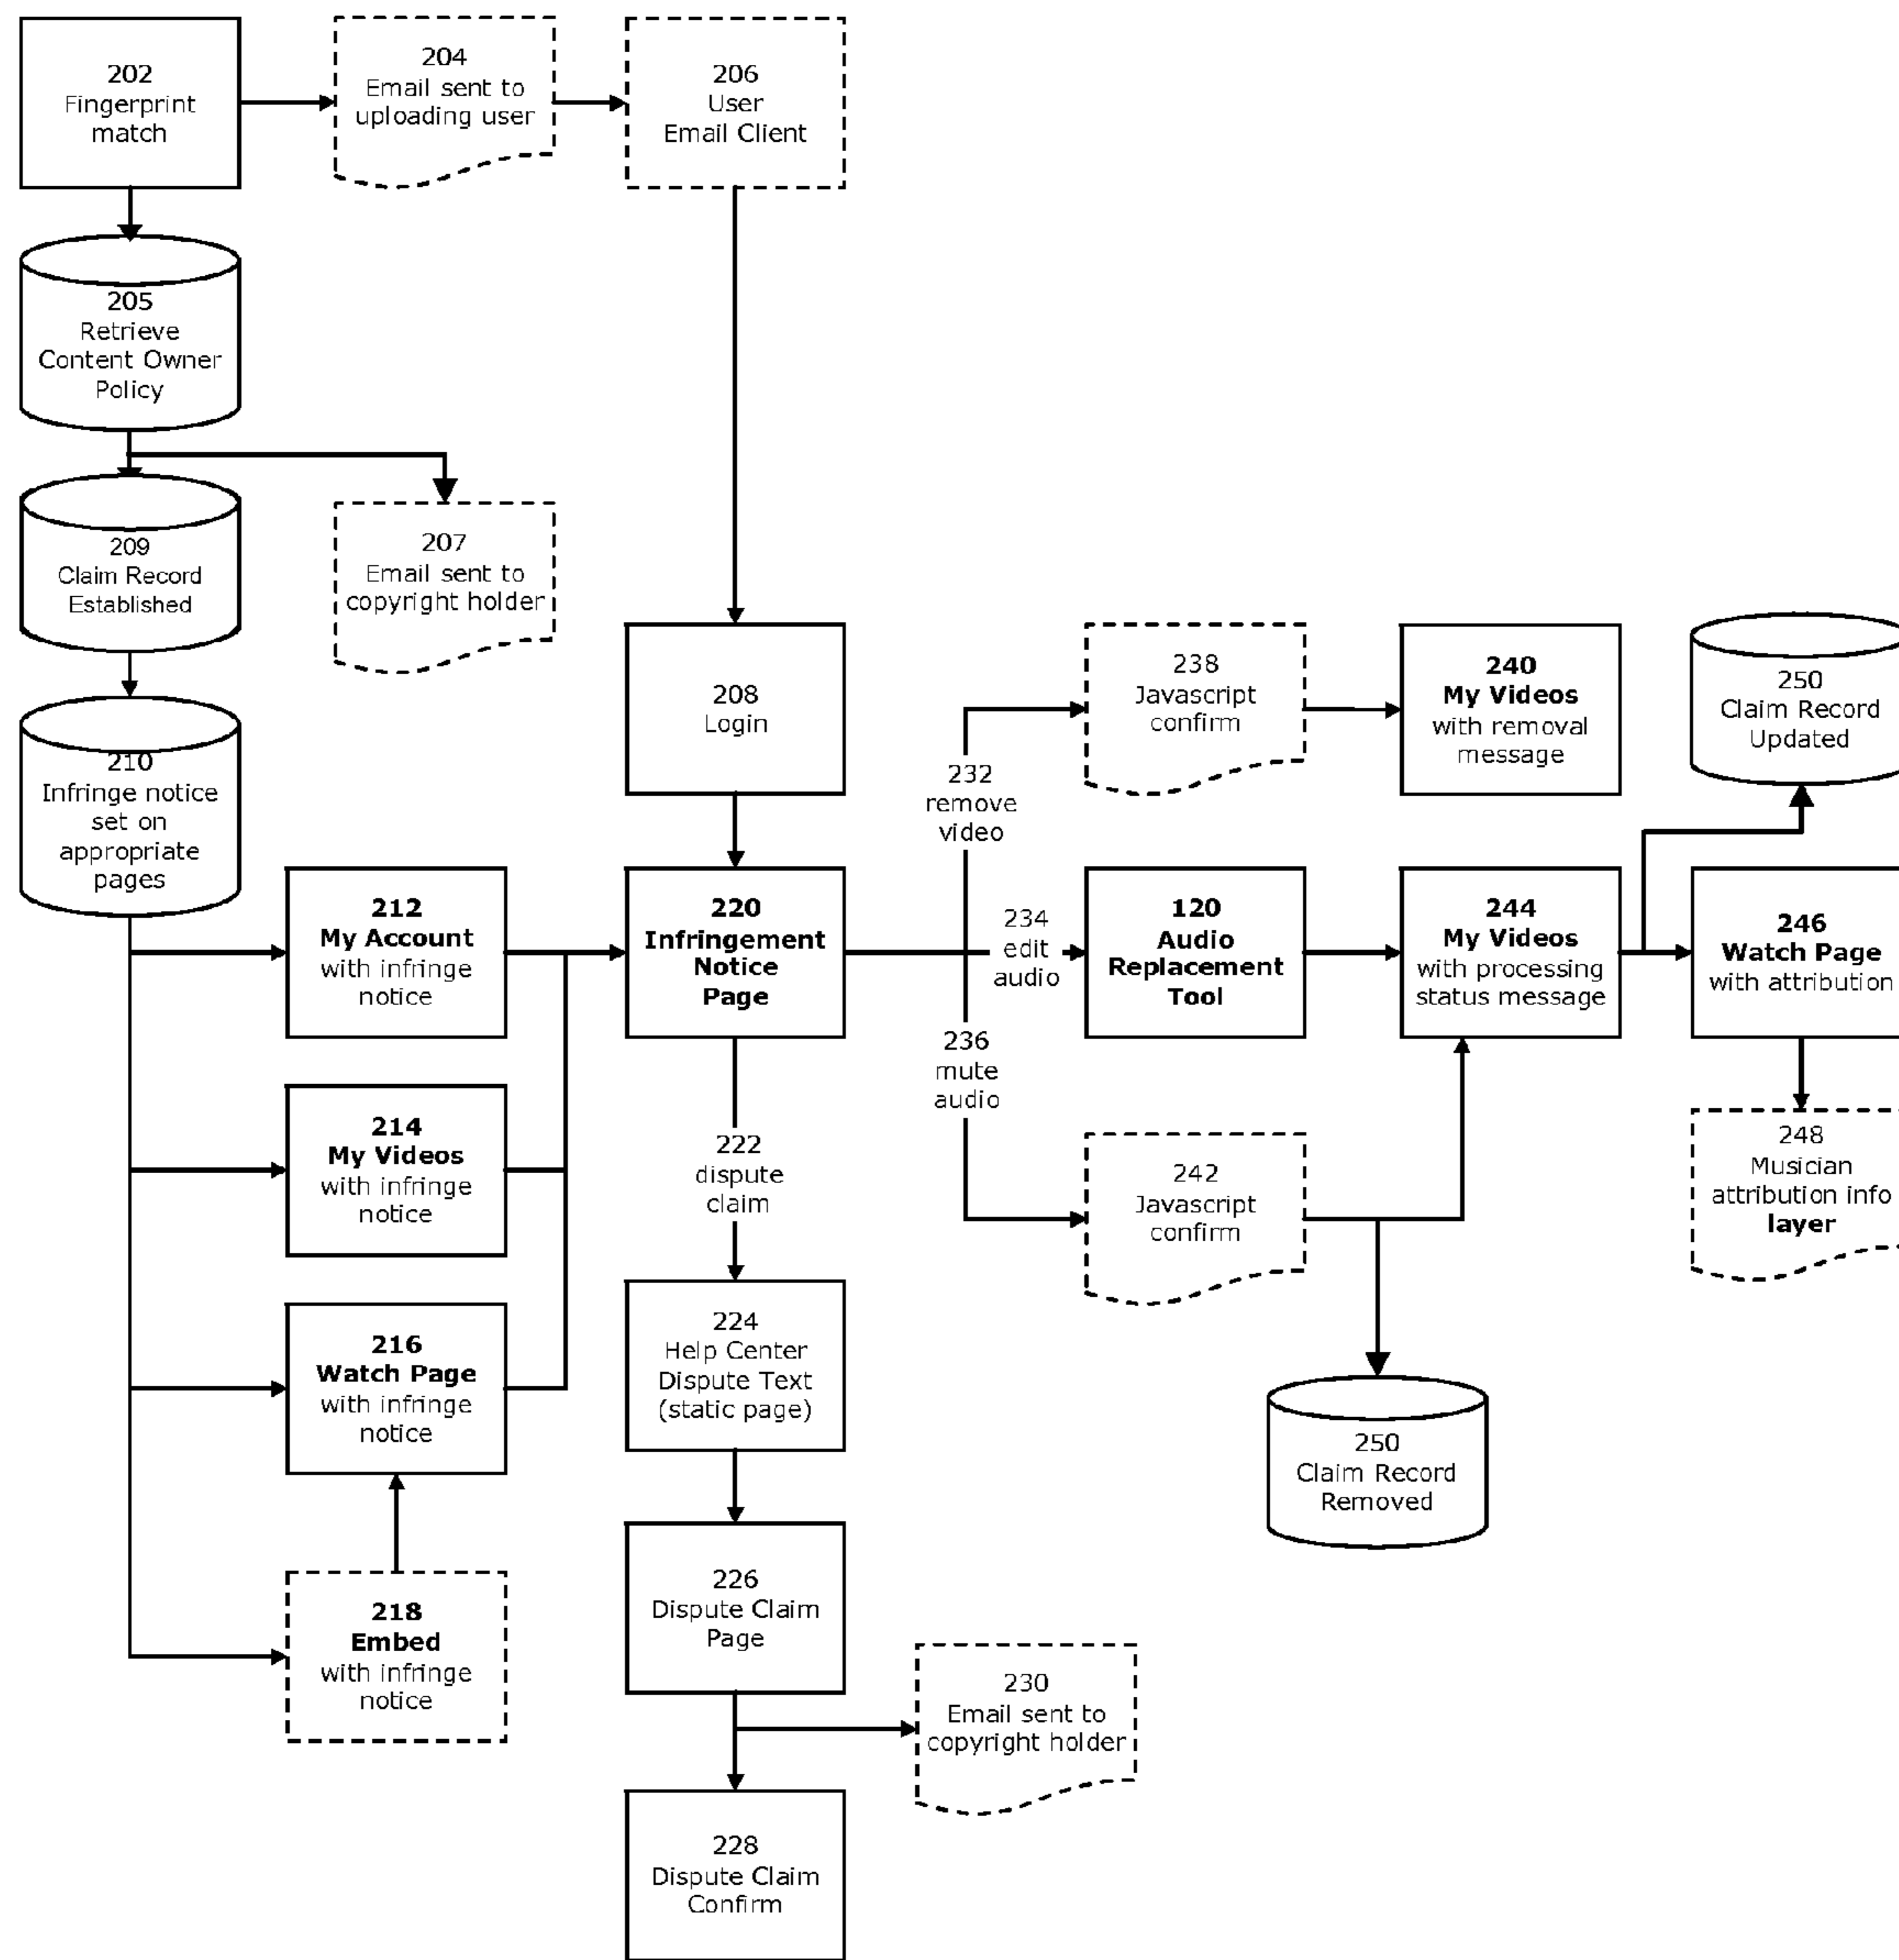 202
Fingerprint
match
204
Email sent to
uploading user
206
User
Email Client
205
Retrieve
Content Owner
Policy
209
Claim Record
Established
207
Email sent to
copyright holder
210
Infringe notice
set on
appropriate
pages
208
Login
212
My Account
with infringe
notice
214
My Videos
with infringe
notice
216
Watch Page
with infringe
notice
218
Embed
with infringe
notice
220
Infringement
Notice
Page
222
dispute
claim
224
Help Center
Dispute Text
(static page)
226
Dispute Claim
Page
228
Dispute Claim
Confirm
230
Email sent to
copyright holder
232
remove
video
234
edit
audio
236
mute
audio
238
Javascript
confirm
240
My Videos
with removal
message
120
Audio
Replacement
Tool
242
Javascript
confirm
244
My Videos
with processing
status message
250
Claim Record
Updated
246
Watch Page
with attribution
248
Musician
attribution info
layer
250
Claim Record
Removed